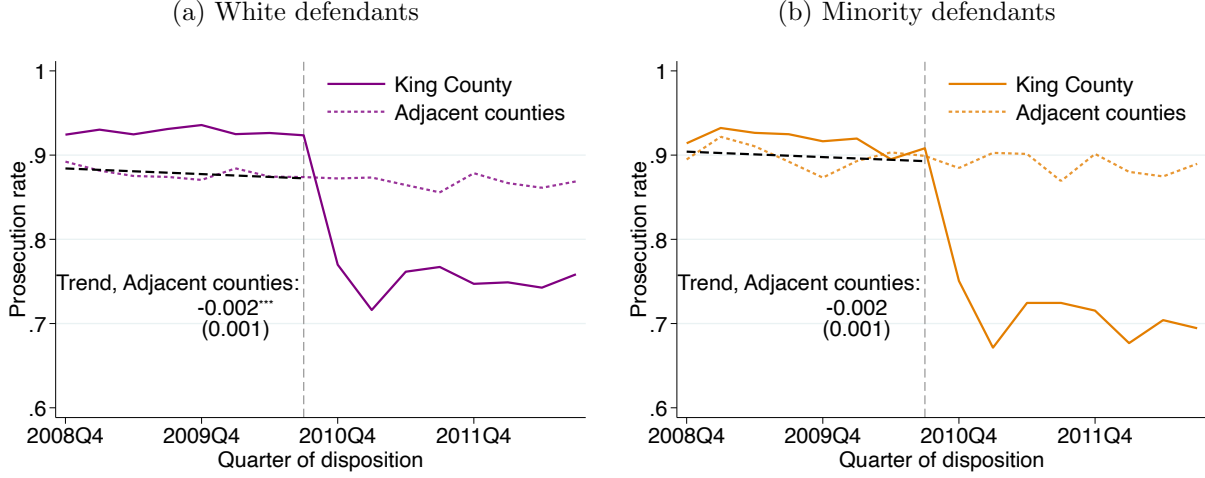 (a) White defendants
1
.9
.8
.7
.6
Prosecution rate
King County
Adjacent counties
Trend, Adjacent counties:
-0.002***
(0.001)
2008Q4 2009Q4 2010Q4 2011Q4
Quarter of disposition
(b) Minority defendants
1
.9
.8
.7
.6
Prosecution rate
King County
Adjacent counties
Trend, Adjacent counties:
-0.002
(0.001)
2008Q4 2009Q4 2010Q4 2011Q4
Quarter of disposition